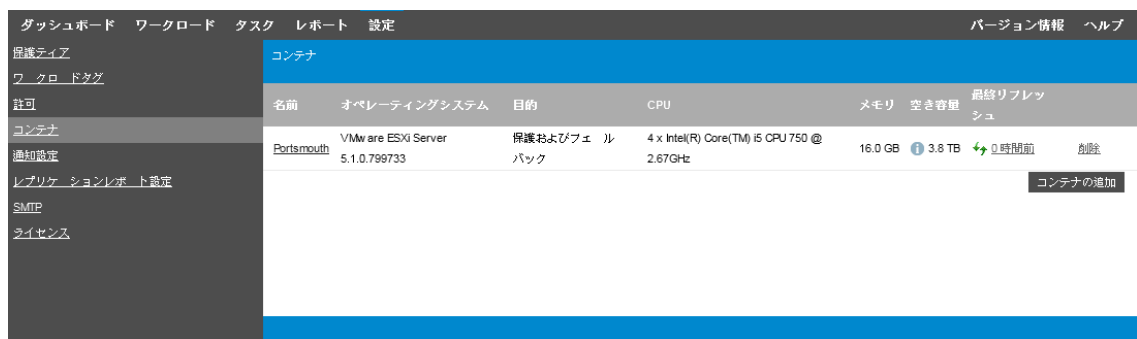 ダッシュボード ワークロード タスク レポート 設定 バージョン情報 ヘルプ
保護ティア
ワークロードタグ
許可
コンテナ
通知設定
レプリケーションレポート設定
SMTP
ライセンス
コンテナ
名前 オペレーティングシステム 目的 CPU メモリ 空き容量 最終リフレッ
シュ
Portsmouth VMware ESXi Server 保護およびフェール 4 x Intel(R) Core(TM) i5 CPU 750 @ 16.0 GB 3.8 TB 0 時間前 削除
5.1.0.799733 バック 2.67GHz
コンテナの追加